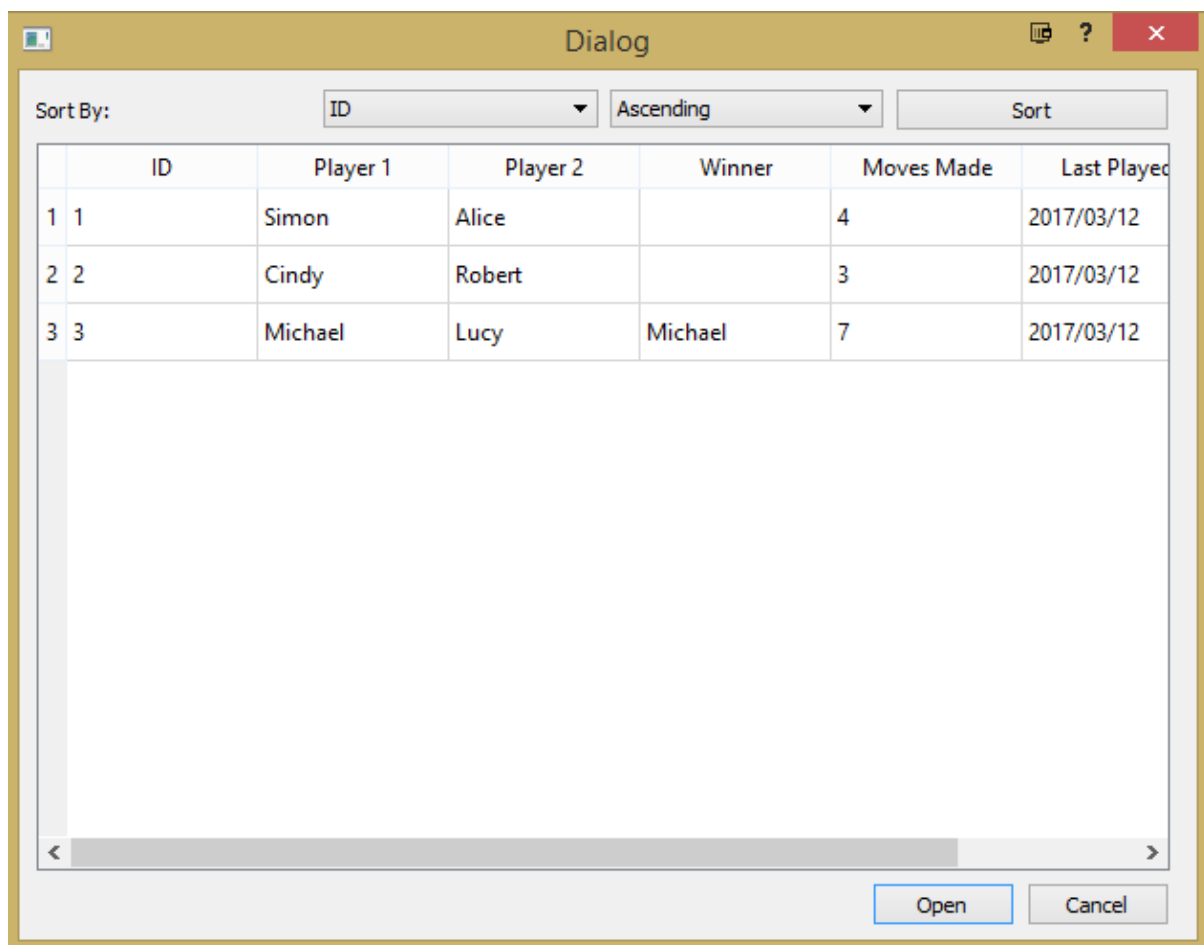 Dialog ?
Sort By: ID Ascending Sort
ID Player 1 Player 2 Winner Moves Made Last Played
1 1 Simon Alice 4 2017/03/12
2 2 Cindy Robert 3 2017/03/12
3 3 Michael Lucy Michael 7 2017/03/12
Open Cancel